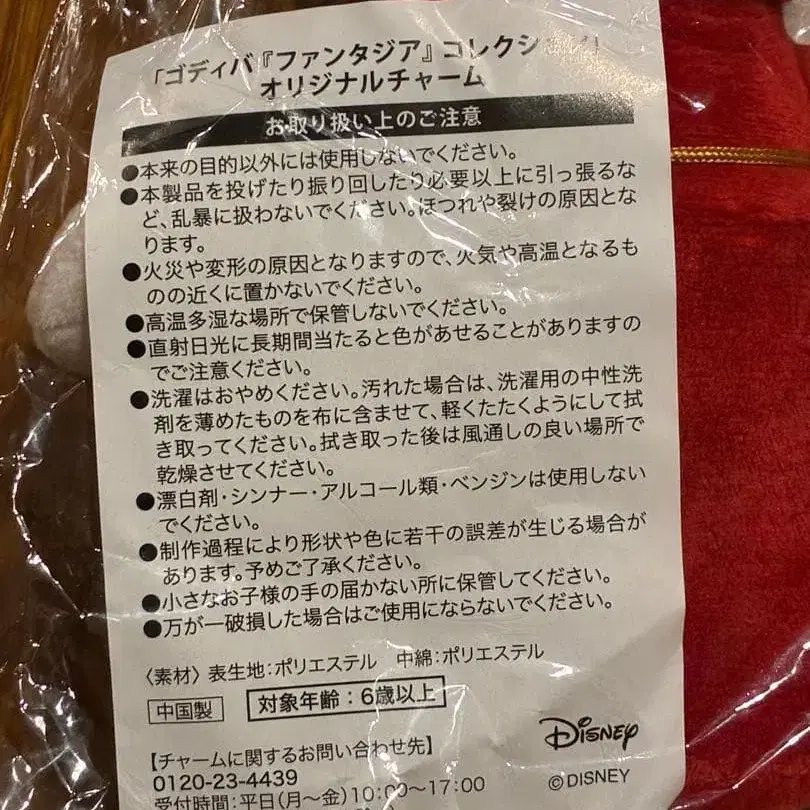 「ゴディバ『ファンタジア』コレクション」
オリジナルチャーム
お取り扱い上のご注意
●本来の目的以外には使用しないでください。
●本製品を投げたり振り回したり必要以上に引っ張るな
ど、乱暴に扱わないでください。ほつれや裂けの原因とな
ります。
●火災や変形の原因となりますので、火気や高温となるも
のの近くに置かないでください。
●高温多湿な場所で保管しないでください。
●直射日光に長期間当たると色があせることがありますの
でご注意ください。
●洗濯はおやめください。汚れた場合は、洗濯用の中性洗
剤を薄めたものを布に含ませて、軽くたたくようにして拭
き取ってください。拭き取った後は風通しの良い場所で
乾燥させてください。
●漂白剤・シンナー・アルコール類・ベンジンは使用しない
でください。
●制作過程により形状や色に若干の誤差が生じる場合が
あります。予めご了承ください。
●小さなお子様の手の届かない所に保管してください。
●万が一破損した場合はご使用にならないでください。
〈素材〉表生地:ポリエステル 中綿:ポリエステル
中国製 対象年齢:6歳以上
Disney
【チャームに関するお問い合わせ先】
©DISNEY
0120-23-4439
受付時間:平日(月〜金)10:00〜17:00